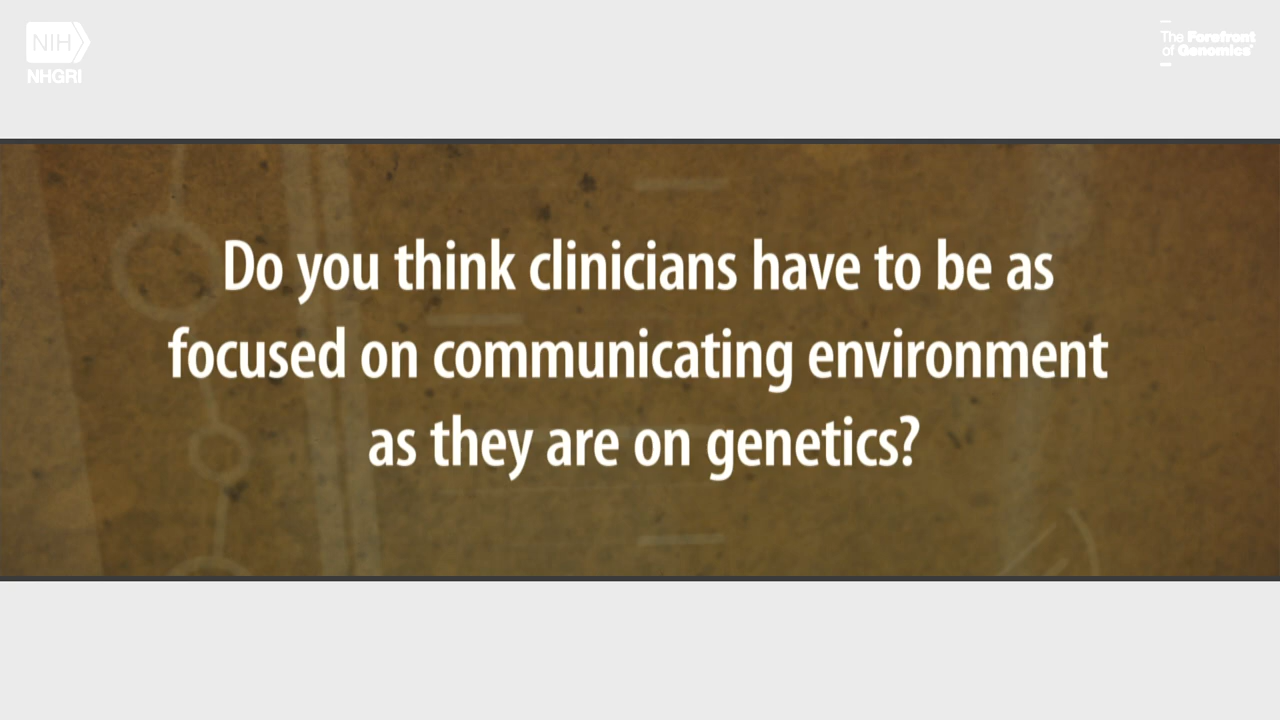 NIH
NHGRI
The Forefront
of Genomics®
Do you think clinicians have to be as
focused on communicating environment
as they are on genetics?